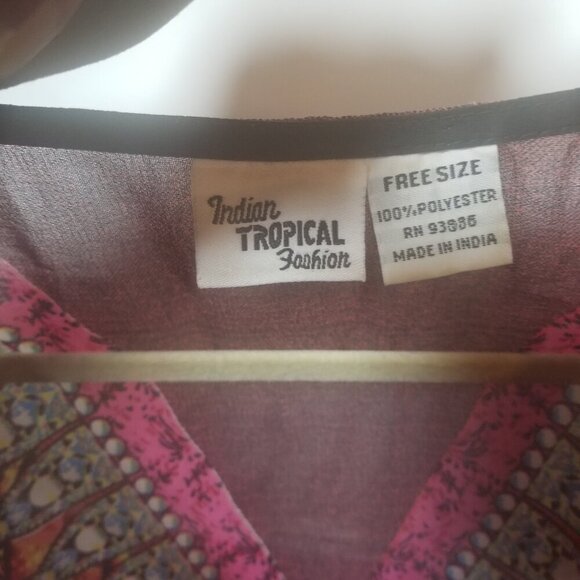 Indian
TROPICAL
Fashion
FREE SIZE
100%POLYESTER
RN 93886
MADE IN INDIA